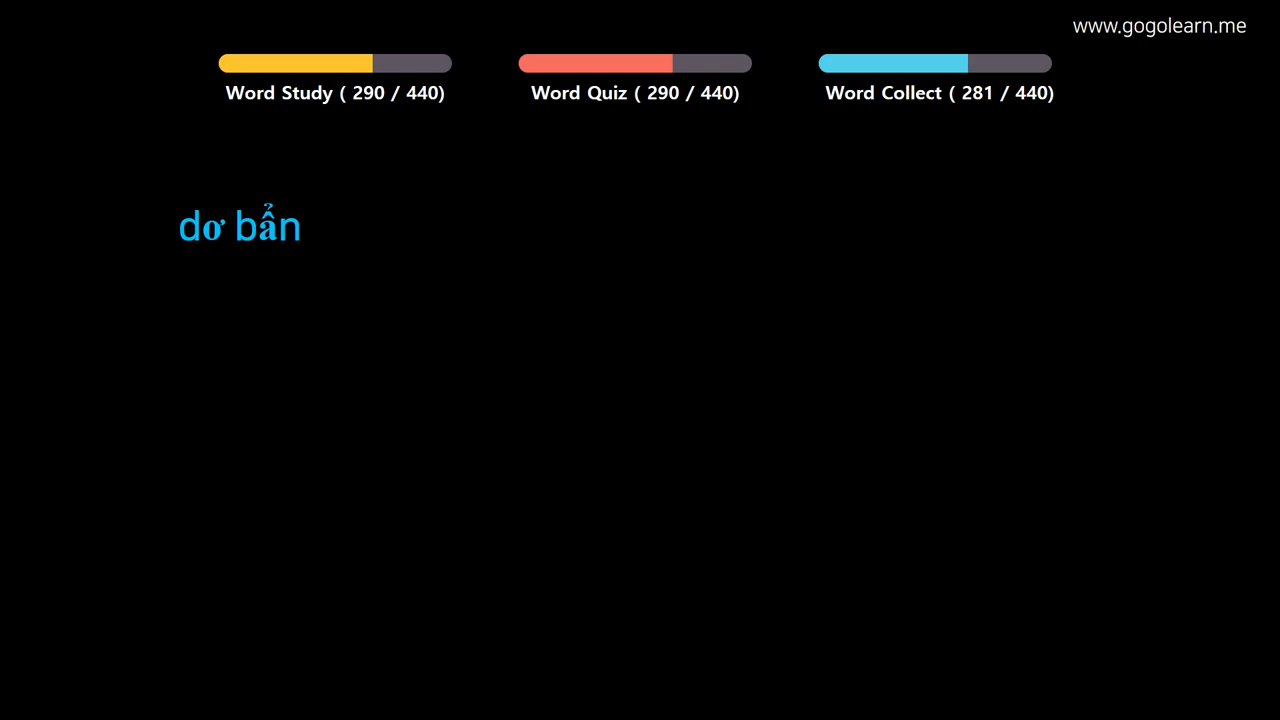 www.gogolearn.me
Word Study ( 290 / 440)
Word Quiz ( 290 / 440)
Word Collect ( 281 / 440)
dơ bẩn